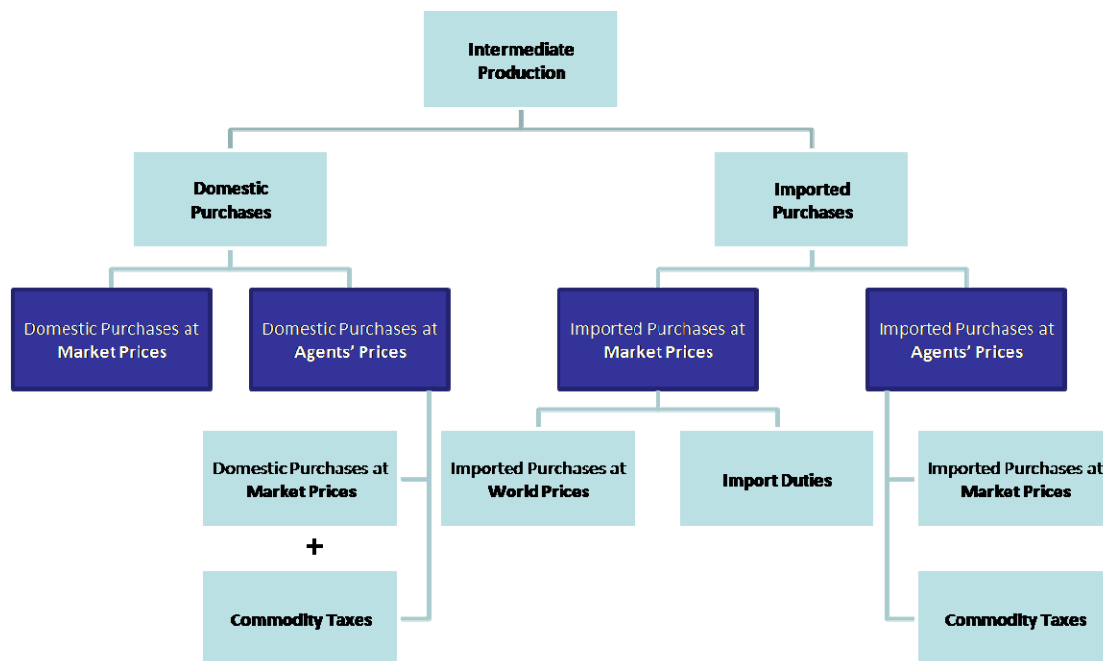 Intermediate
Production
Domestic
Purchases
Imported
Purchases
Domestic Purchases at
Market Prices
Domestic Purchases at
Agents’ Prices
Imported Purchases at
Market Prices
Imported Purchases at
Agents’ Prices
Domestic Purchases at
Market Prices
Imported Purchases at
World Prices
Import Duties
Imported Purchases at
Market Prices
+
Commodity Taxes
Commodity Taxes